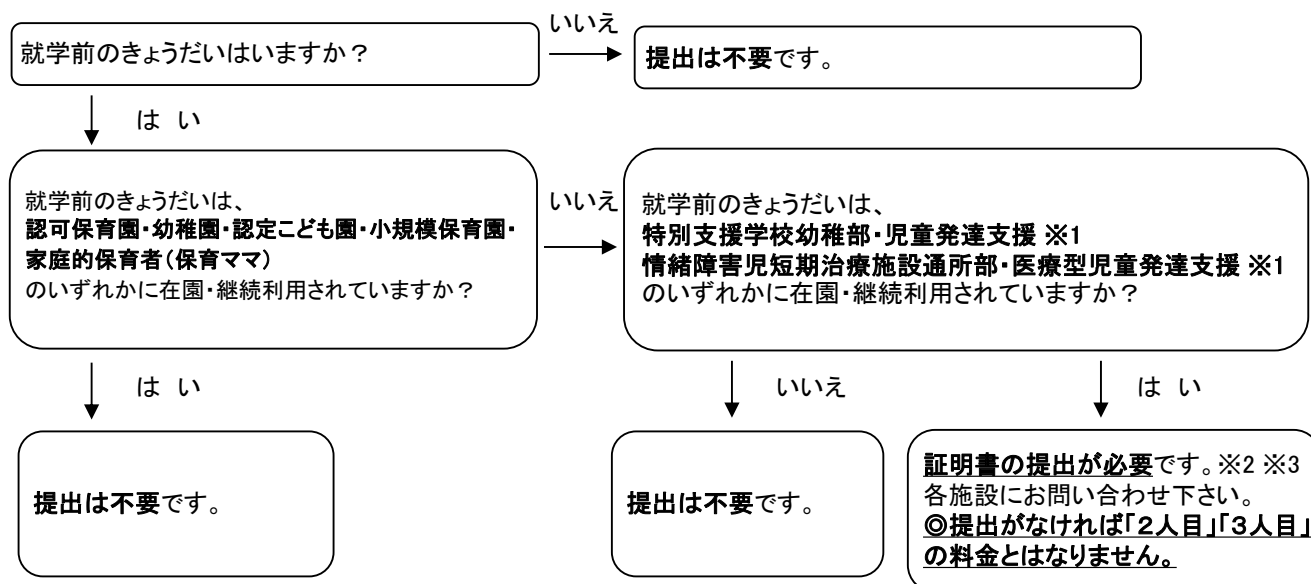 就学前のきょうだいはいますか？
いいえ
提出は不要です。
は い
就学前のきょうだいは、
認可保育園・幼稚園・認定こども園・小規模保育園・
家庭的保育者（保育ママ）
のいずれかに在園・継続利用されていますか？
いいえ
就学前のきょうだいは、
特別支援学校幼稚部・児童発達支援 ※1
情緒障害児短期治療施設通所部・医療型児童発達支援 ※1
のいずれかに在園・継続利用されていますか？
は い
いいえ
は い
提出は不要です。
提出は不要です。
証明書の提出が必要です。※2 ※3
各施設にお問い合わせ下さい。
◎提出がなければ「２人目」「３人目」
の料金とはなりません。